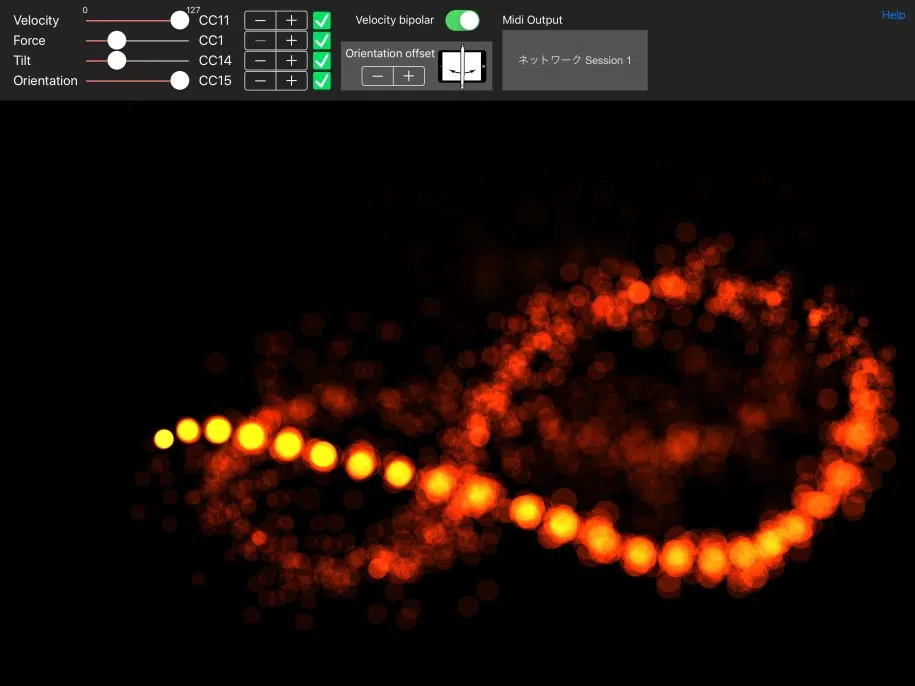 0 127
Velocity CC11 − +
Force CC1 − +
Tilt CC14 − +
Orientation CC15 − +
Velocity bipolar
Orientation offset
− +
Midi Output
ネットワーク Session 1
Help